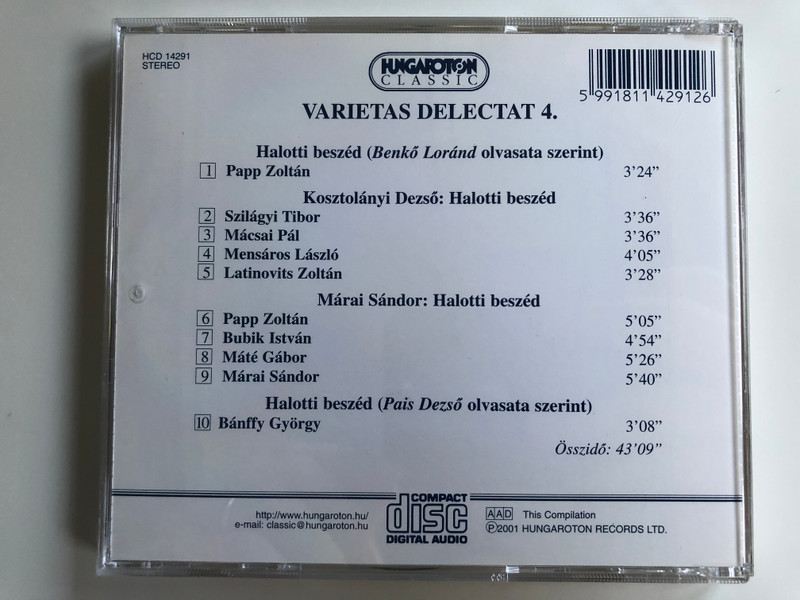 HCD 14291
STEREO
HUNGAROTON
CLASSIC
5 991811 429126
VARIETAS DELECTAT 4.
Halotti beszéd (Benkő Loránd olvasata szerint)
1 Papp Zoltán 3’24”
Kosztolányi Dezső: Halotti beszéd
2 Szilágyi Tibor 3’36”
3 Mácsai Pál 3’36”
4 Mensáros László 4’05”
5 Latinovits Zoltán 3’28”
Márai Sándor: Halotti beszéd
6 Papp Zoltán 5’05”
7 Bubik István 4’54”
8 Máté Gábor 5’26”
9 Márai Sándor 5’40”
Halotti beszéd (Pais Dezső olvasata szerint)
10 Bánffy György 3’08”
Összidő: 43’09”
http://www.hungaroton.hu/
e-mail: classic@hungaroton.hu
COMPACT
disc
DIGITAL AUDIO
AAD This Compilation
Ⓟ2001 HUNGAROTON RECORDS LTD.